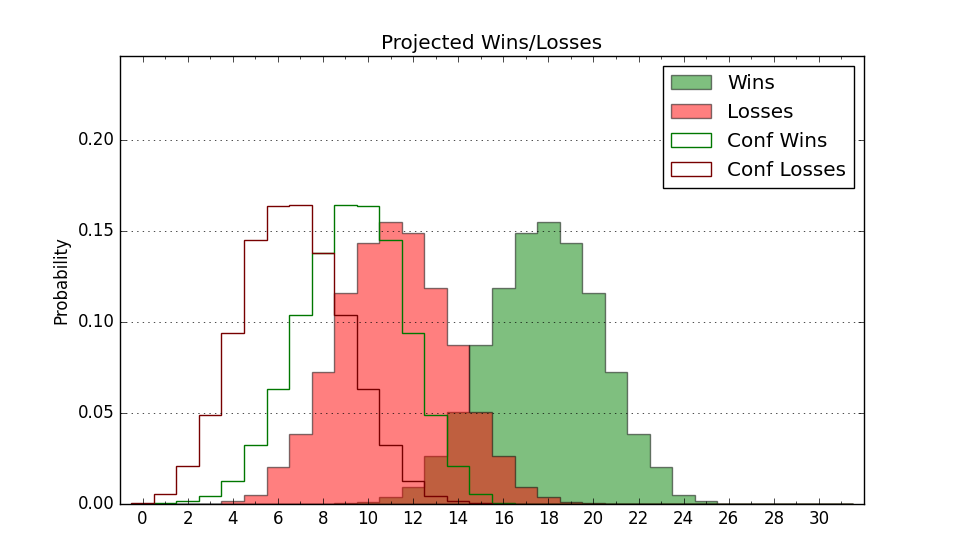 Projected Wins/Losses
Wins
Losses
Conf Wins
Conf Losses
Probability
0.20
0.15
0.10
0.05
0.00
0 2 4 6 8 10 12 14 16 18 20 22 24 26 28 30